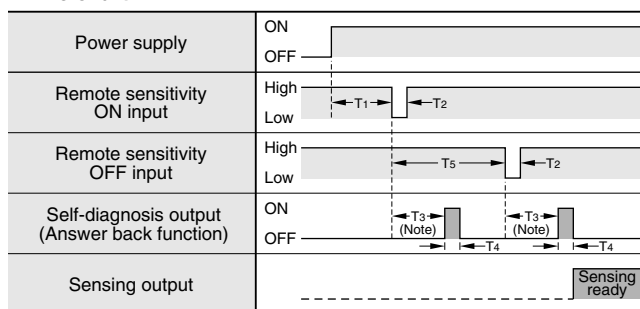 Power supply
ON
OFF
Remote sensitivity
ON input
High
Low
T1
T2
Remote sensitivity
OFF input
High
Low
T5
T2
Self-diagnosis output
(Answer back function)
ON
OFF
T3
(Note)
T4
T3
(Note)
T4
Sensing output
Sensing
ready